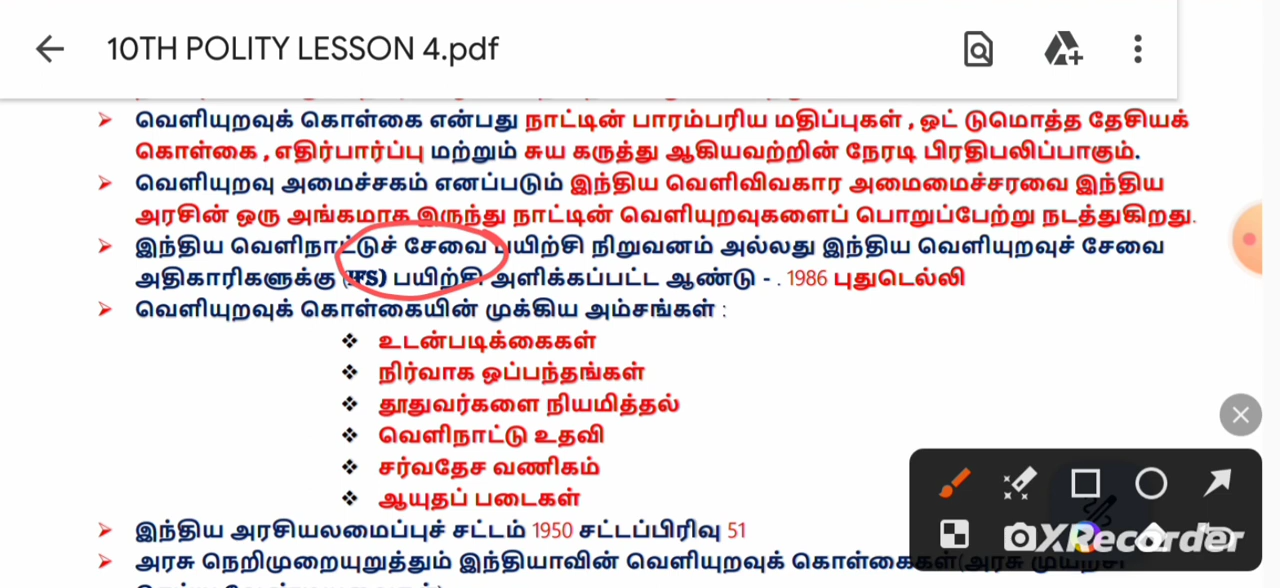 10TH POLITY LESSON 4.pdf
வெளியுறவுக் கொள்கை என்பது நாட்டின் பாரம்பரிய மதிப்புகள் , ஒட் டுமொத்த தேசியக்
கொள்கை , எதிர்பார்ப்பு மற்றும் சுய கருத்து ஆகியவற்றின் நேரடி பிரதிபலிப்பாகும்.
வெளியுறவு அமைச்சகம் எனப்படும் இந்திய வெளிவிவகார அமைமைச்சரவை இந்திய
அரசின் ஒரு அங்கமாக இருந்து நாட்டின் வெளியுறவுகளைப் பொறுப்பேற்று நடத்துகிறது.
இந்திய வெளிநாட்டுச் சேவை பயிற்சி நிறுவனம் அல்லது இந்திய வெளியுறவுச் சேவை
அதிகாரிகளுக்கு (IFS) பயிற்சி அளிக்கப்பட்ட ஆண்டு - . 1986 புதுடெல்லி
வெளியுறவுக் கொள்கையின் முக்கிய அம்சங்கள் :
உடன்படிக்கைகள்
நிர்வாக ஒப்பந்தங்கள்
தூதுவர்களை நியமித்தல்
வெளிநாட்டு உதவி
சர்வதேச வணிகம்
ஆயுதப் படைகள்
இந்திய அரசியலமைப்புச் சட்டம் 1950 சட்டப்பிரிவு 51
அரசு நெறிமுறையுறுத்தும் இந்தியாவின் வெளியுறவுக் கொள்கைகள்(அரசு முயற்சி
XRecorder